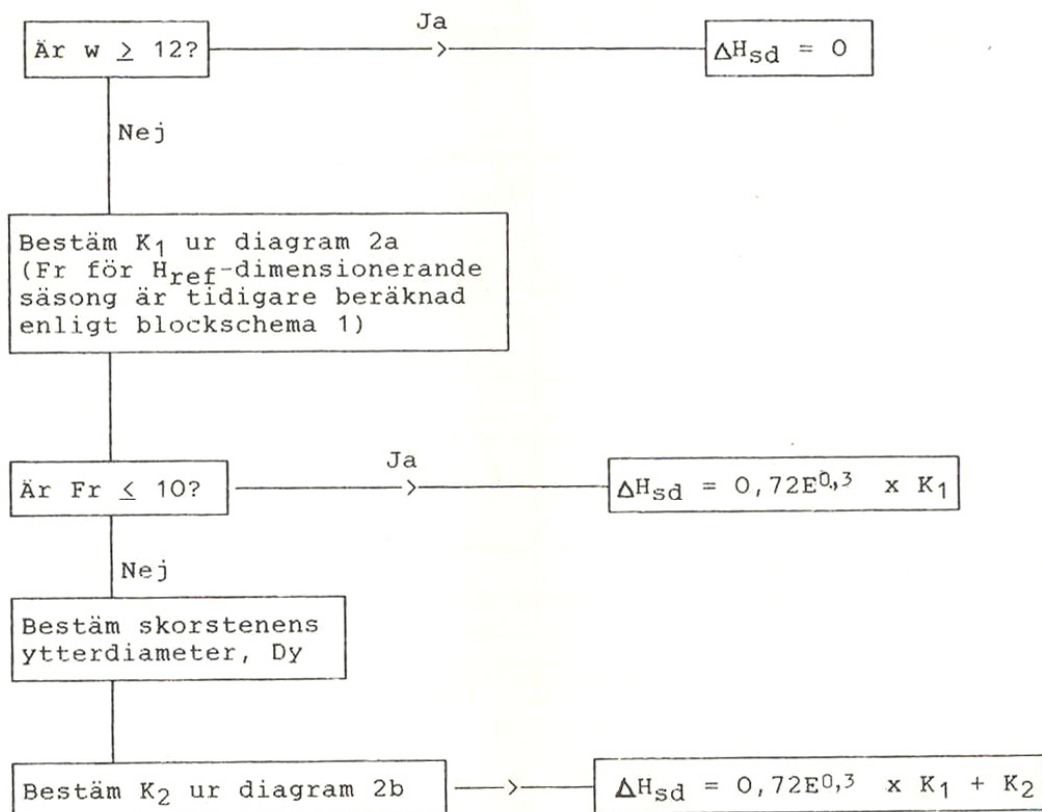 Ja
Är w ≥ 12?
ΔHsd = 0
Nej
Bestäm K1 ur diagram 2a
(Fr för Href-dimensionerande
säsong är tidigare beräknad
enligt blockschema 1)
Ja
Är Fr ≤ 10?
ΔHsd = 0,72E0,3 x K1
Nej
Bestäm skorstenens
ytterdiameter, Dy
Bestäm K2 ur diagram 2b
ΔHsd = 0,72E0,3 x K1 + K2